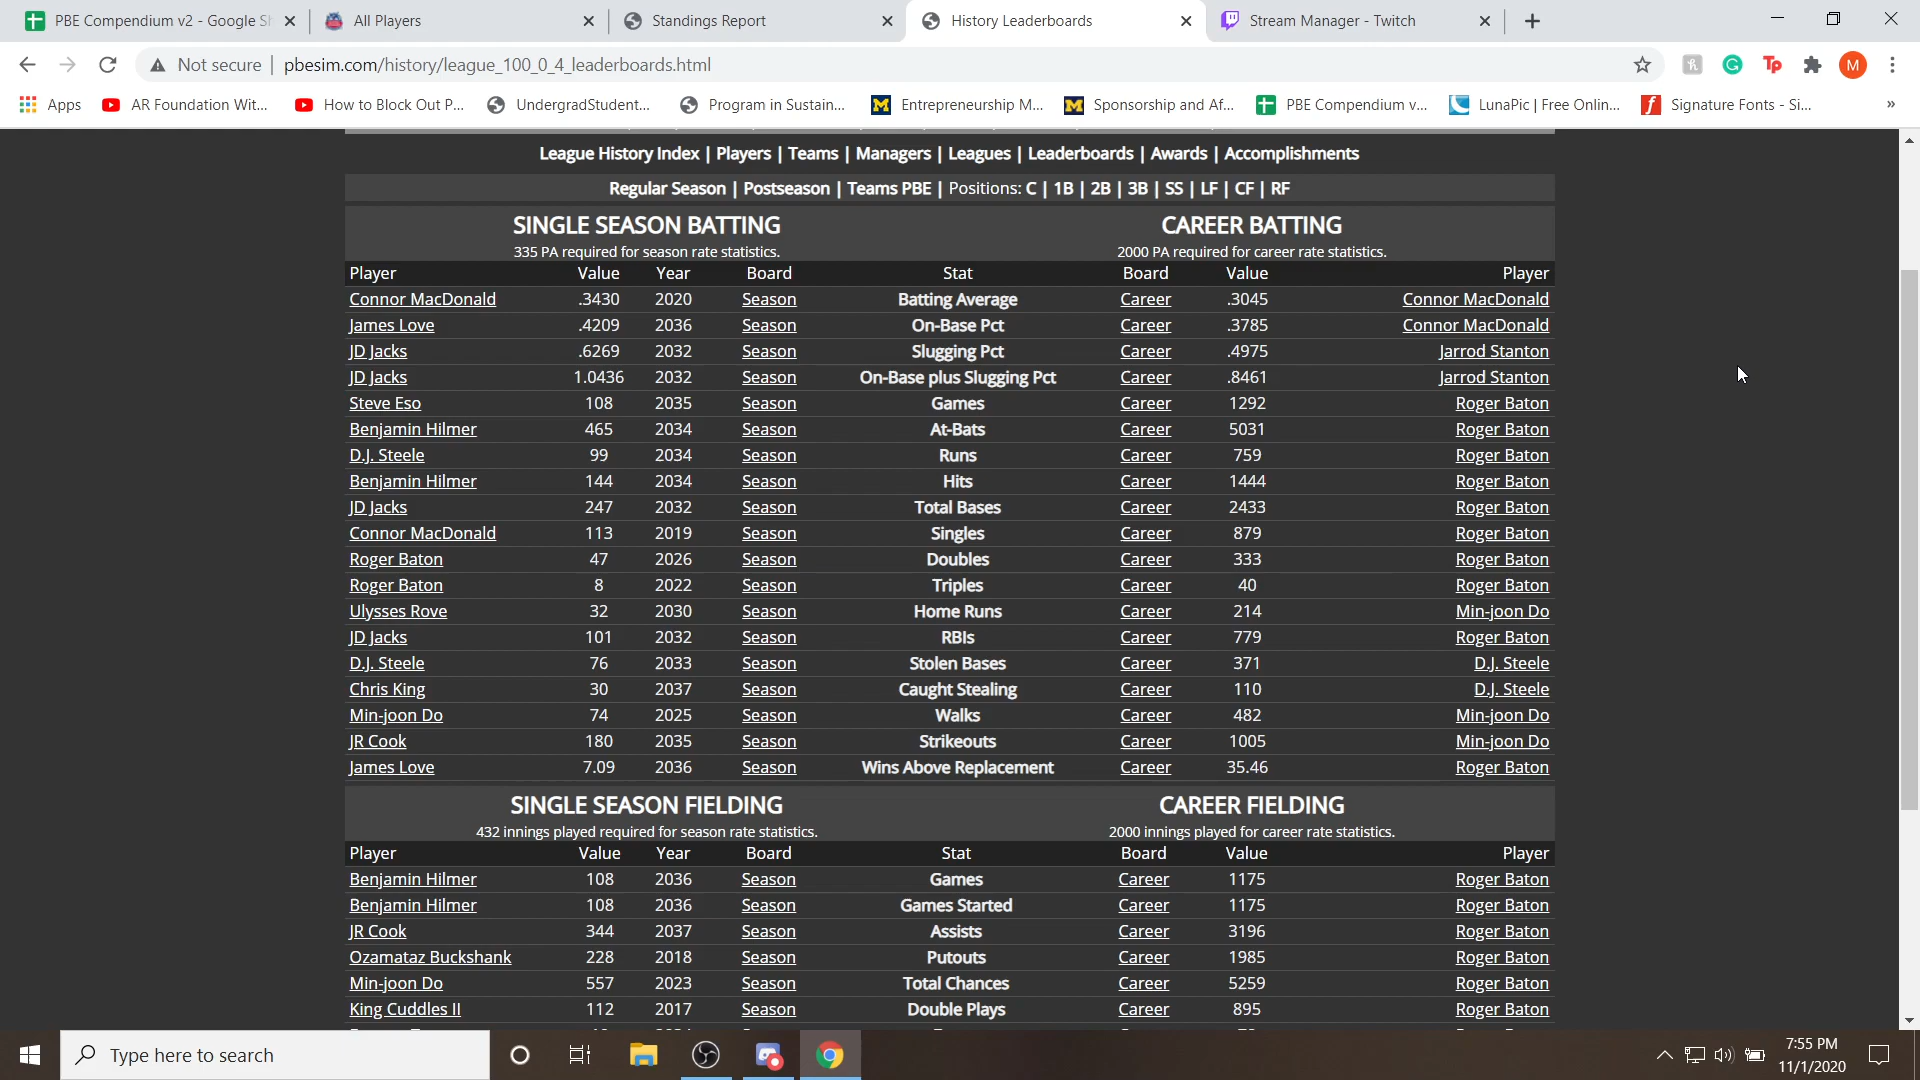 PBE Compendium v2 - Google Sh
All Players
Standings Report
History Leaderboards
Stream Manager - Twitch
Not secure | pbesim.com/history/league_100_0_4_leaderboards.html
M
Apps
AR Foundation Wit...
How to Block Out P...
UndergradStudent...
Program in Sustain...
Entrepreneurship M...
Sponsorship and Af...
PBE Compendium v...
LunaPic | Free Onlin...
Signature Fonts - Si...
»
League History Index | Players | Teams | Managers | Leagues | Leaderboards | Awards | Accomplishments
Regular Season | Postseason | Teams PBE | Positions: C | 1B | 2B | 3B | SS | LF | CF | RF
SINGLE SEASON BATTING CAREER BATTING
335 PA required for season rate statistics. 2000 PA required for career rate statistics.
Player Value Year Board Stat Board Value Player
Connor MacDonald .3430 2020 Season Batting Average Career .3045 Connor MacDonald
James Love .4209 2036 Season On-Base Pct Career .3785 Connor MacDonald
JD Jacks .6269 2032 Season Slugging Pct Career .4975 Jarrod Stanton
JD Jacks 1.0436 2032 Season On-Base plus Slugging Pct Career .8461 Jarrod Stanton
Steve Eso 108 2035 Season Games Career 1292 Roger Baton
Benjamin Hilmer 465 2034 Season At-Bats Career 5031 Roger Baton
D.J. Steele 99 2034 Season Runs Career 759 Roger Baton
Benjamin Hilmer 144 2034 Season Hits Career 1444 Roger Baton
JD Jacks 247 2032 Season Total Bases Career 2433 Roger Baton
Connor MacDonald 113 2019 Season Singles Career 879 Roger Baton
Roger Baton 47 2026 Season Doubles Career 333 Roger Baton
Roger Baton 8 2022 Season Triples Career 40 Roger Baton
Ulysses Rove 32 2030 Season Home Runs Career 214 Min-joon Do
JD Jacks 101 2032 Season RBIs Career 779 Roger Baton
D.J. Steele 76 2033 Season Stolen Bases Career 371 D.J. Steele
Chris King 30 2037 Season Caught Stealing Career 110 D.J. Steele
Min-joon Do 74 2025 Season Walks Career 482 Min-joon Do
JR Cook 180 2035 Season Strikeouts Career 1005 Min-joon Do
James Love 7.09 2036 Season Wins Above Replacement Career 35.46 Roger Baton
SINGLE SEASON FIELDING CAREER FIELDING
432 innings played required for season rate statistics. 2000 innings played for career rate statistics.
Player Value Year Board Stat Board Value Player
Benjamin Hilmer 108 2036 Season Games Career 1175 Roger Baton
Benjamin Hilmer 108 2036 Season Games Started Career 1175 Roger Baton
JR Cook 344 2037 Season Assists Career 3196 Roger Baton
Ozamataz Buckshank 228 2018 Season Putouts Career 1985 Roger Baton
Min-joon Do 557 2023 Season Total Chances Career 5259 Roger Baton
King Cuddles II 112 2017 Season Double Plays Career 895 Roger Baton
Type here to search
7:55 PM
11/1/2020